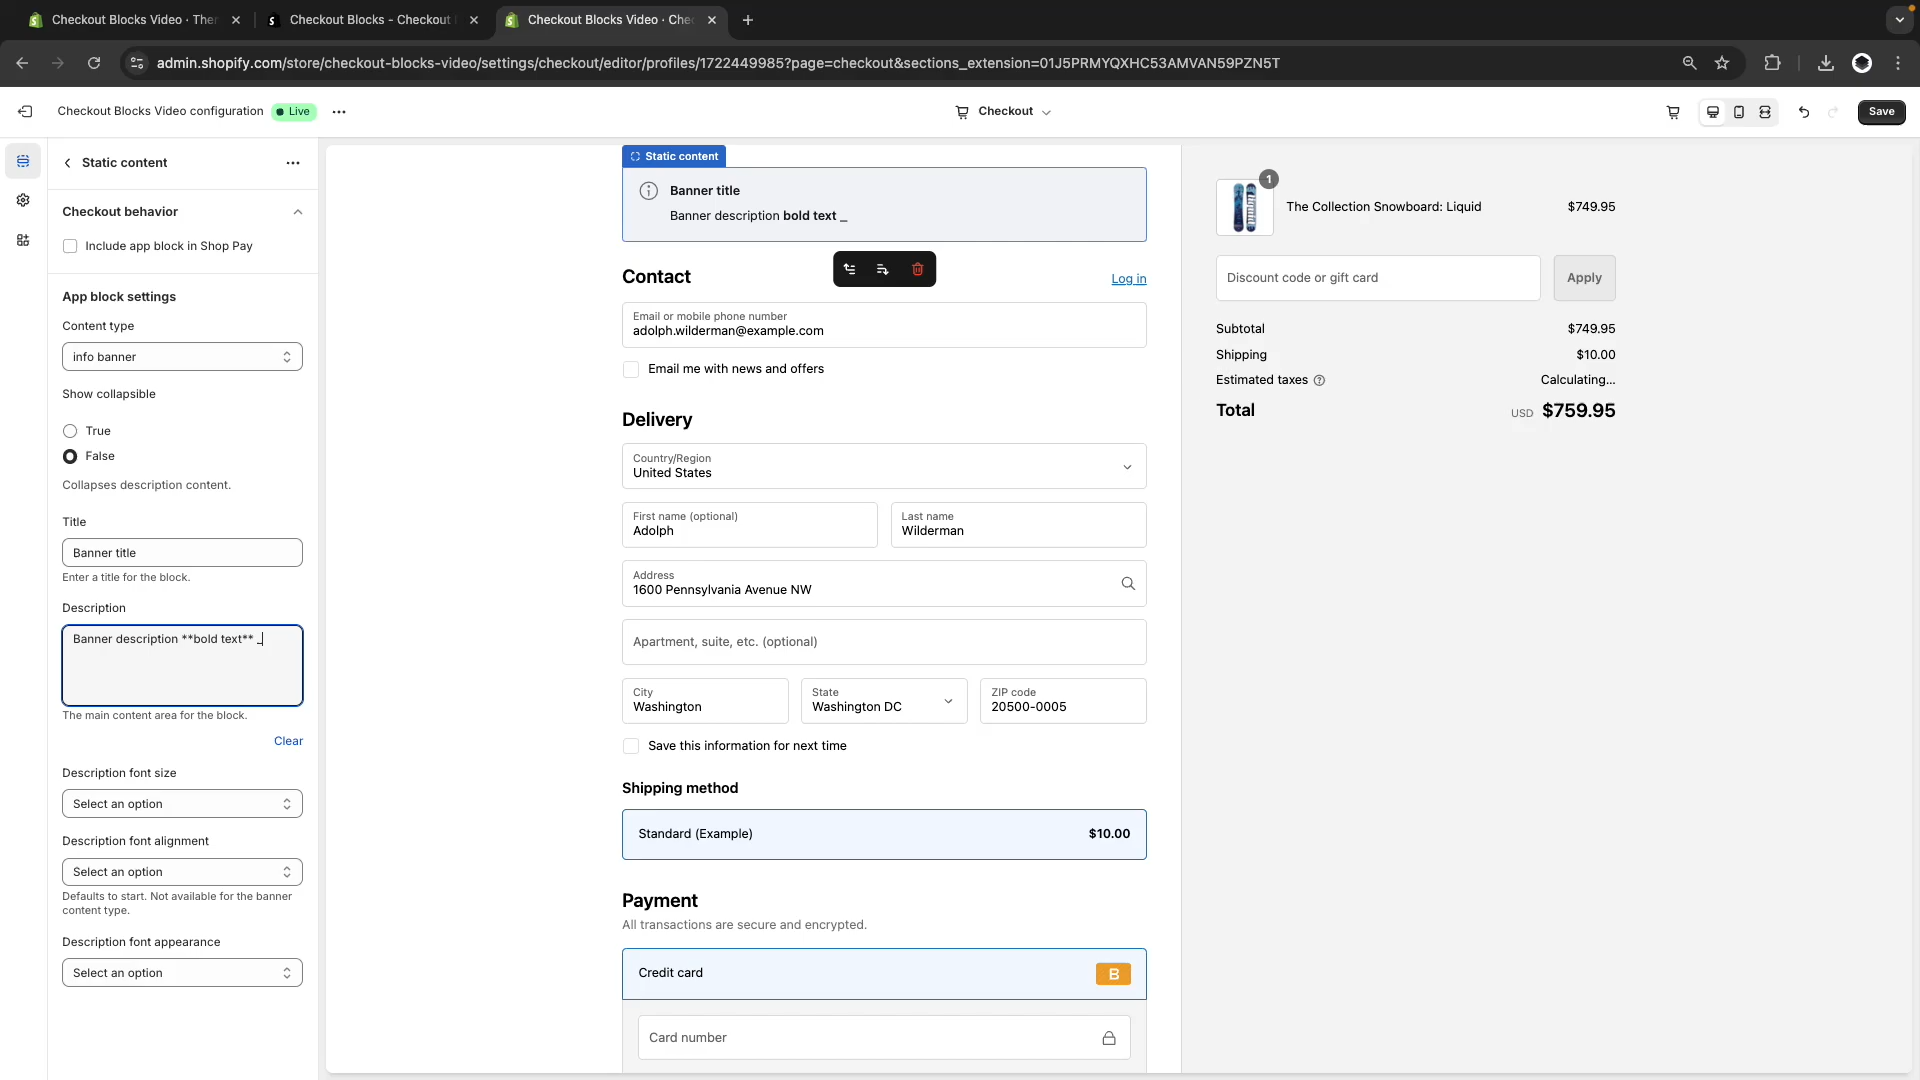 Checkout Blocks Video · Ther
Checkout Blocks - Checkout
Checkout Blocks Video · Chec
admin.shopify.com/store/checkout-blocks-video/settings/checkout/editor/profiles/1722449985?page=checkout&sections_extension=01J5PRMYQXHC53AMVAN59PZN5T
Checkout Blocks Video configuration
Live
Checkout
Save
Static content
Checkout behavior
Include app block in Shop Pay
App block settings
Content type
info banner
Show collapsible
True
False
Collapses description content.
Title
Banner title
Enter a title for the block.
Description
Banner description **bold text** _
The main content area for the block.
Clear
Description font size
Select an option
Description font alignment
Select an option
Defaults to start. Not available for the banner
content type.
Description font appearance
Select an option
Static content
Banner title
Banner description bold text _
Contact
Log in
Email or mobile phone number
adolph.wilderman@example.com
Email me with news and offers
Delivery
Country/Region
United States
First name (optional)
Adolph
Last name
Wilderman
Address
1600 Pennsylvania Avenue NW
Apartment, suite, etc. (optional)
City
Washington
State
Washington DC
ZIP code
20500-0005
Save this information for next time
Shipping method
Standard (Example)
$10.00
Payment
All transactions are secure and encrypted.
Credit card
B
Card number
1
The Collection Snowboard: Liquid
$749.95
Discount code or gift card
Apply
Subtotal
$749.95
Shipping
$10.00
Estimated taxes
Calculating...
Total
USD $759.95